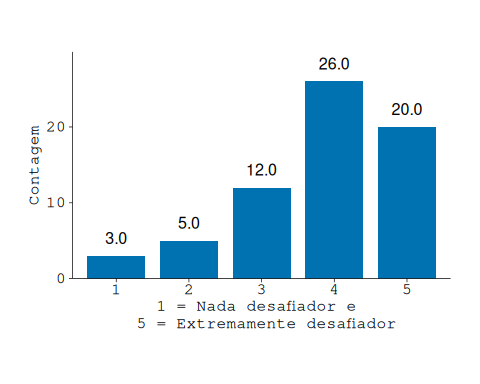 26.0
20.0
12.0
5.0
3.0
Contagem
20
10
0
1 2 3 4 5
1 = Nada desafiador e
5 = Extremamente desafiador